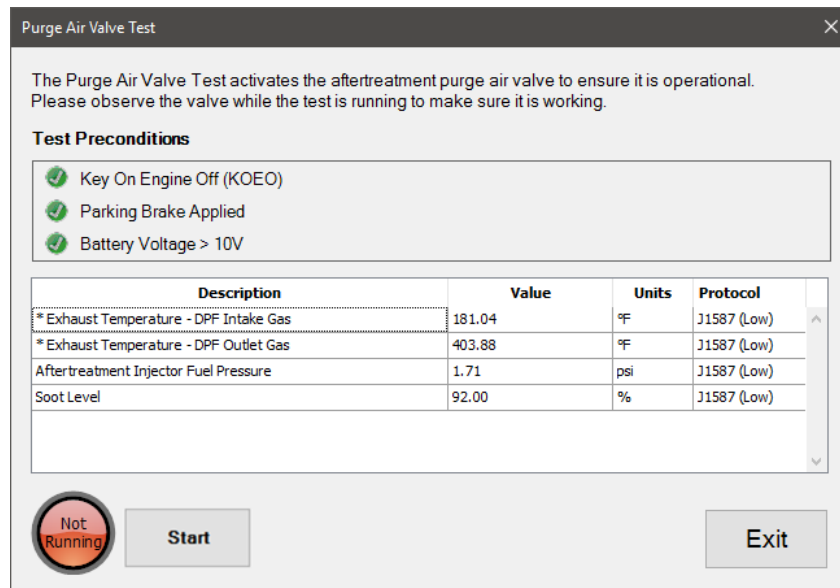 Purge Air Valve Test
The Purge Air Valve Test activates the aftertreatment purge air valve to ensure it is operational.
Please observe the valve while the test is running to make sure it is working.
Test Preconditions
Key On Engine Off (KOEO)
Parking Brake Applied
Battery Voltage > 10V
Description Value Units Protocol
* Exhaust Temperature - DPF Intake Gas 181.04 °F J1587 (Low)
* Exhaust Temperature - DPF Outlet Gas 403.88 °F J1587 (Low)
Aftertreatment Injector Fuel Pressure 1.71 psi J1587 (Low)
Soot Level 92.00 % J1587 (Low)
Not
Running
Start
Exit